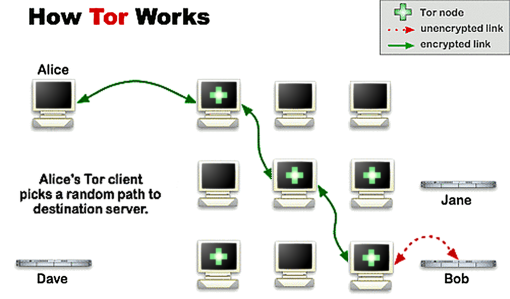 How Tor Works
Tor node
unencrypted link
encrypted link
Alice
Alice's Tor client
picks a random path to
destination server.
Jane
Dave
Bob